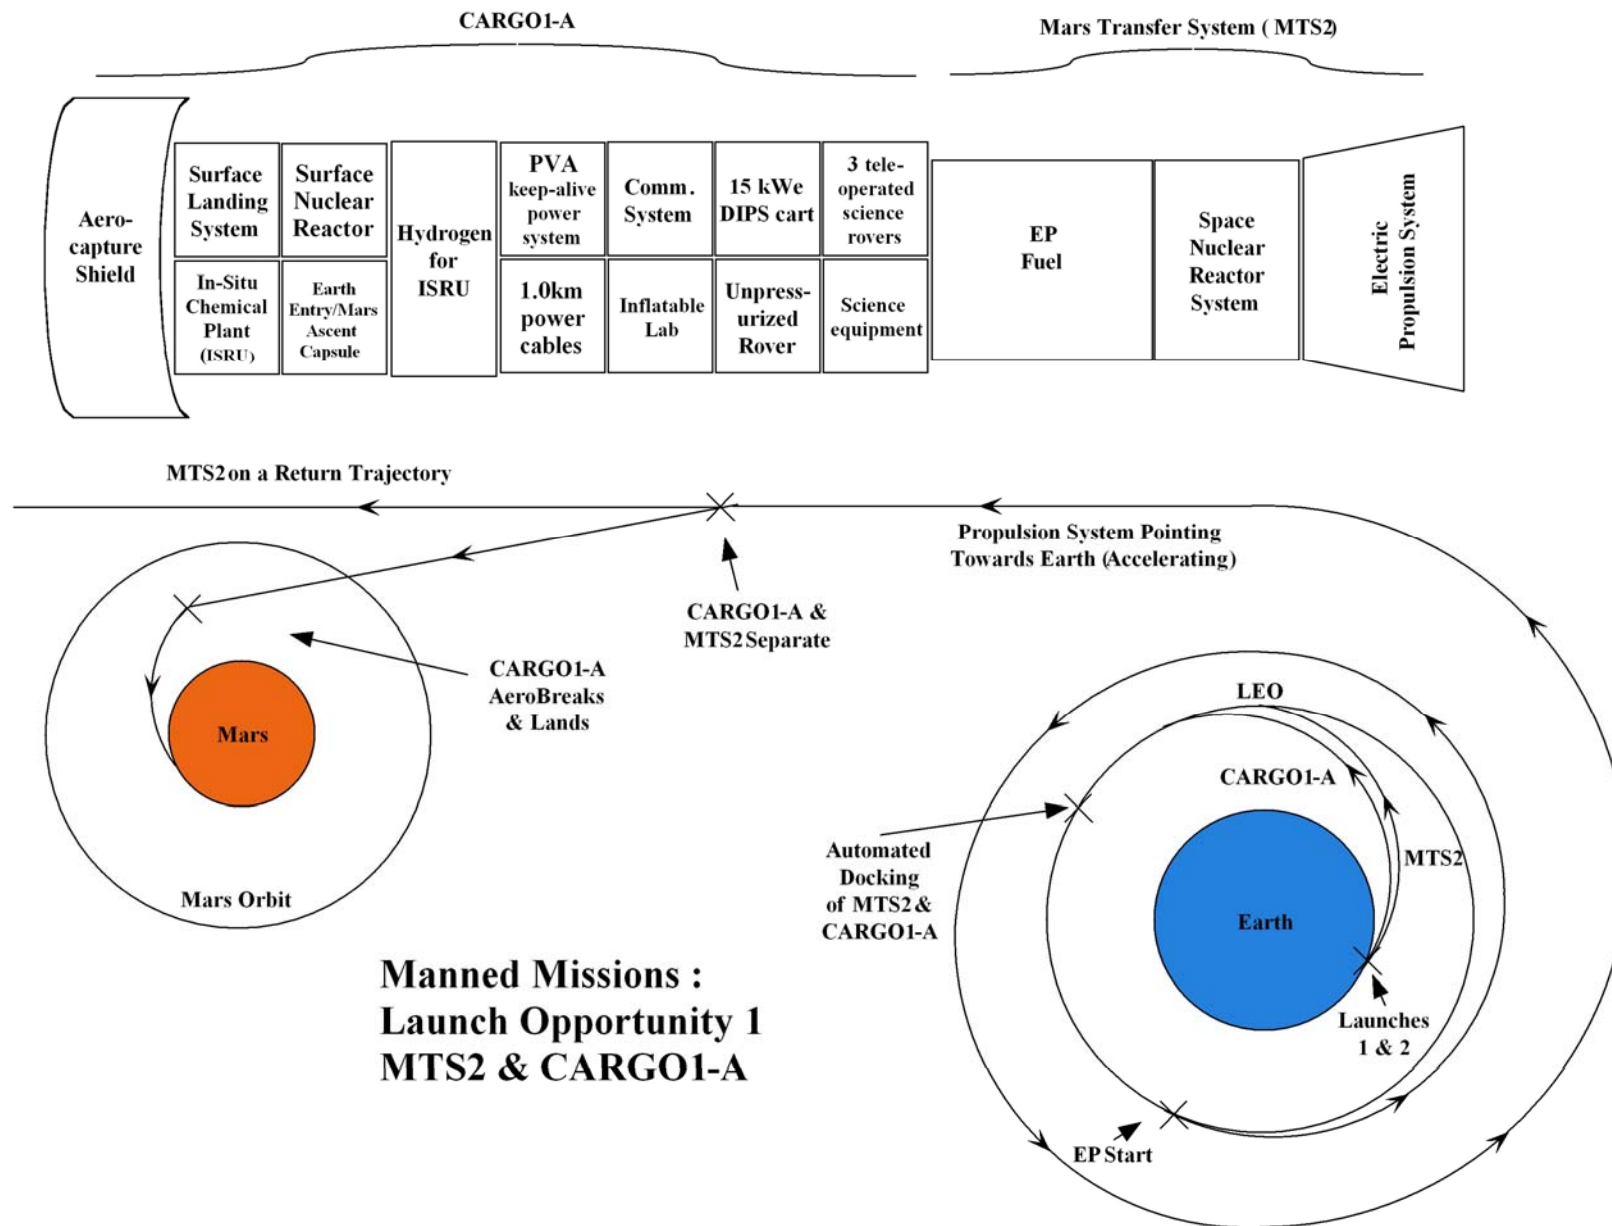 CARGO1-A
Mars Transfer System ( MTS2)
Aero-
capture
Shield
Surface
Landing
System
Surface
Nuclear
Reactor
Hydrogen
for
ISRU
PVA
keep-alive
power
system
Comm.
System
15 kWe
DIPS cart
3 tele-
operated
science
rovers
In-Situ
Chemical
Plant
(ISRU)
Earth
Entry/Mars
Ascent
Capsule
1.0km
power
cables
Inflatable
Lab
Unpress-
urized
Rover
Science
equipment
EP
Fuel
Space
Nuclear
Reactor
System
Electric
Propulsion System
MTS2 on a Return Trajectory
Propulsion System Pointing
Towards Earth (Accelerating)
CARGO1-A &
MTS2 Separate
CARGO1-A
AeroBreaks
& Lands
Mars
Mars Orbit
LEO
CARGO1-A
MTS2
Automated
Docking
of MTS2 &
CARGO1-A
Earth
Launches
1 & 2
EP Start
Manned Missions :
Launch Opportunity 1
MTS2 & CARGO1-A